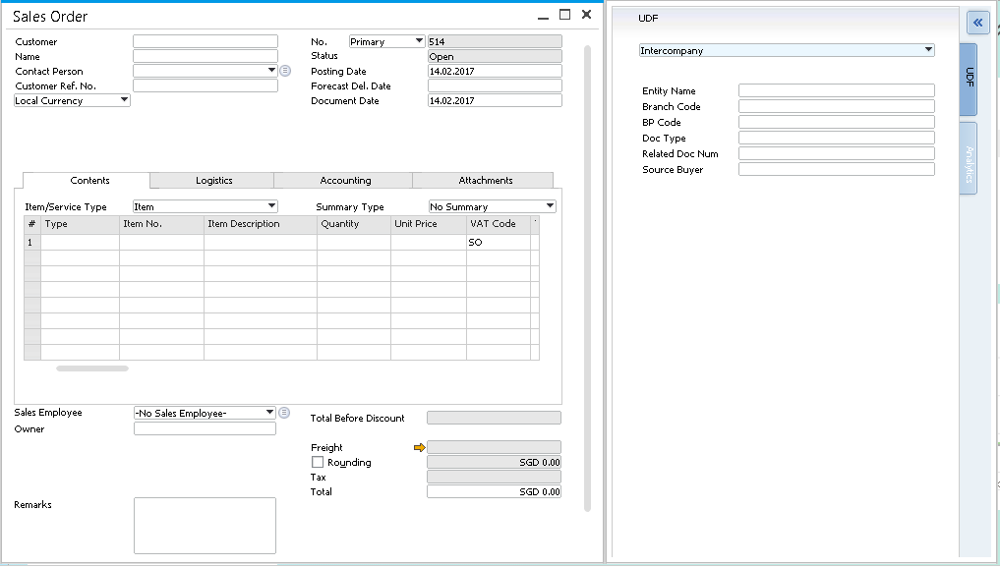 Sales Order
Customer
Name
Contact Person
Customer Ref. No.
Local Currency
No. Primary 514
Status Open
Posting Date 14.02.2017
Forecast Del. Date
Document Date 14.02.2017
Contents Logistics Accounting Attachments
Item/Service Type Item Summary Type No Summary
# Type Item No. Item Description Quantity Unit Price VAT Code
1 SO
Sales Employee -No Sales Employee-
Owner
Total Before Discount
Freight
Rounding SGD 0.00
Tax
Total SGD 0.00
Remarks
UDF
Intercompany
Entity Name
Branch Code
BP Code
Doc Type
Related Doc Num
Source Buyer
«
UDF
Analytics